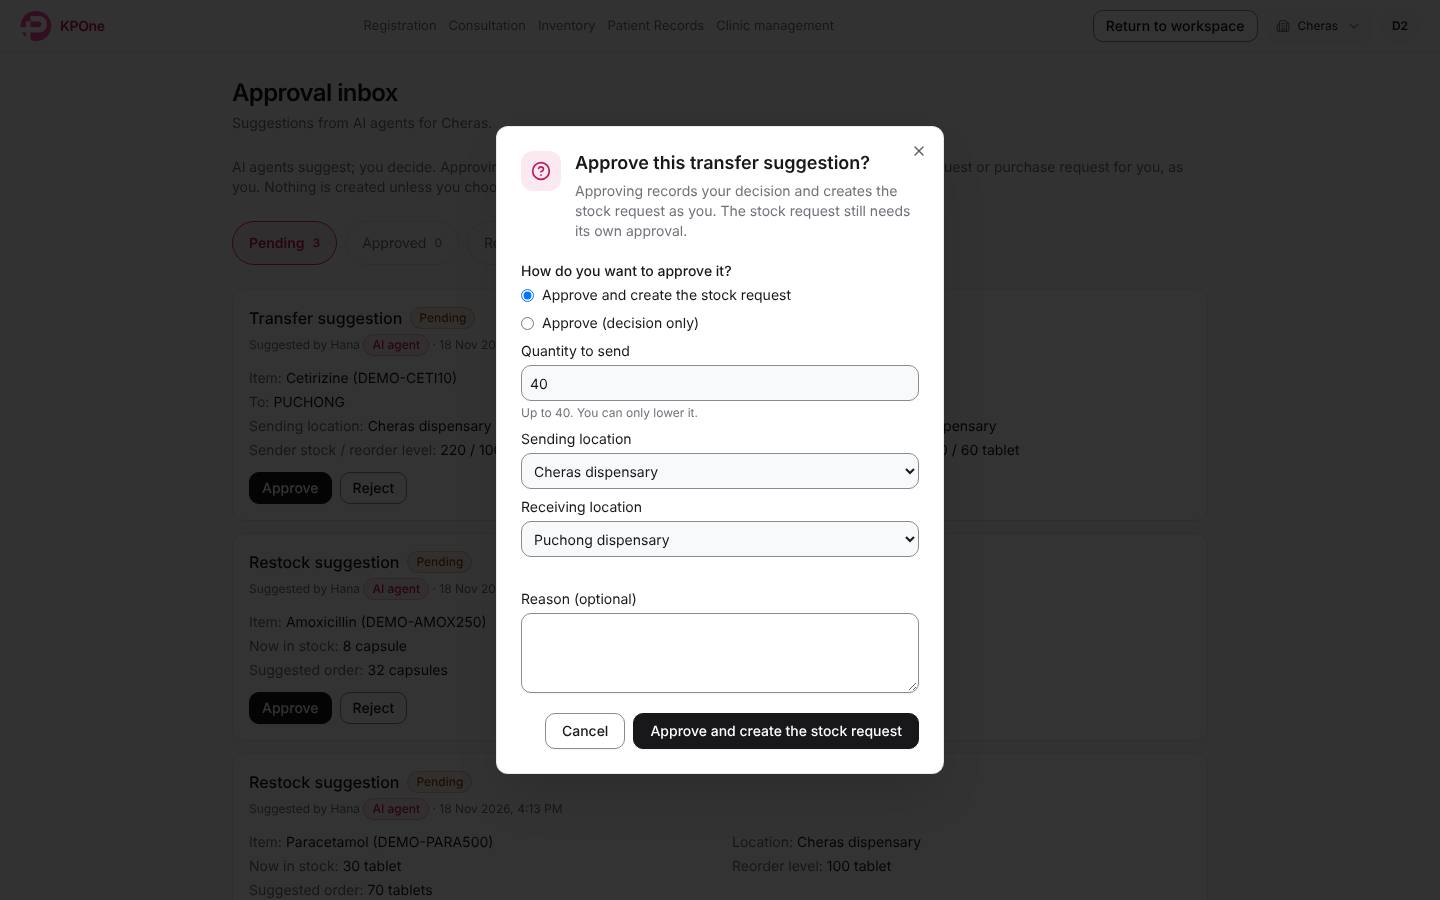 KPOne
Registration Consultation Inventory Patient Records Clinic management
Return to workspace
Cheras
D2
Approval inbox
Suggestions from AI agents for Cheras.
AI agents suggest; you decide. Approvin
uest or purchase request for you, as
you. Nothing is created unless you choo
Pending 3
Approved 0
Re
Transfer suggestion Pending
Suggested by Hana AI agent · 18 Nov 20
Item: Cetirizine (DEMO-CETI10)
To: PUCHONG
Sending location: Cheras dispensary
pensary
Sender stock / reorder level: 220 / 10
0 / 60 tablet
Approve Reject
Restock suggestion Pending
Suggested by Hana AI agent · 18 Nov 20
Item: Amoxicillin (DEMO-AMOX250)
Now in stock: 8 capsule
Suggested order: 32 capsules
Approve Reject
Restock suggestion Pending
Suggested by Hana AI agent · 18 Nov 2026, 4:13 PM
Item: Paracetamol (DEMO-PARA500)
Location: Cheras dispensary
Now in stock: 30 tablet
Reorder level: 100 tablet
Suggested order: 70 tablets
Approve this transfer suggestion?
Approving records your decision and creates the
stock request as you. The stock request still needs
its own approval.
How do you want to approve it?
Approve and create the stock request
Approve (decision only)
Quantity to send
40
Up to 40. You can only lower it.
Sending location
Cheras dispensary
Receiving location
Puchong dispensary
Reason (optional)
Cancel
Approve and create the stock request